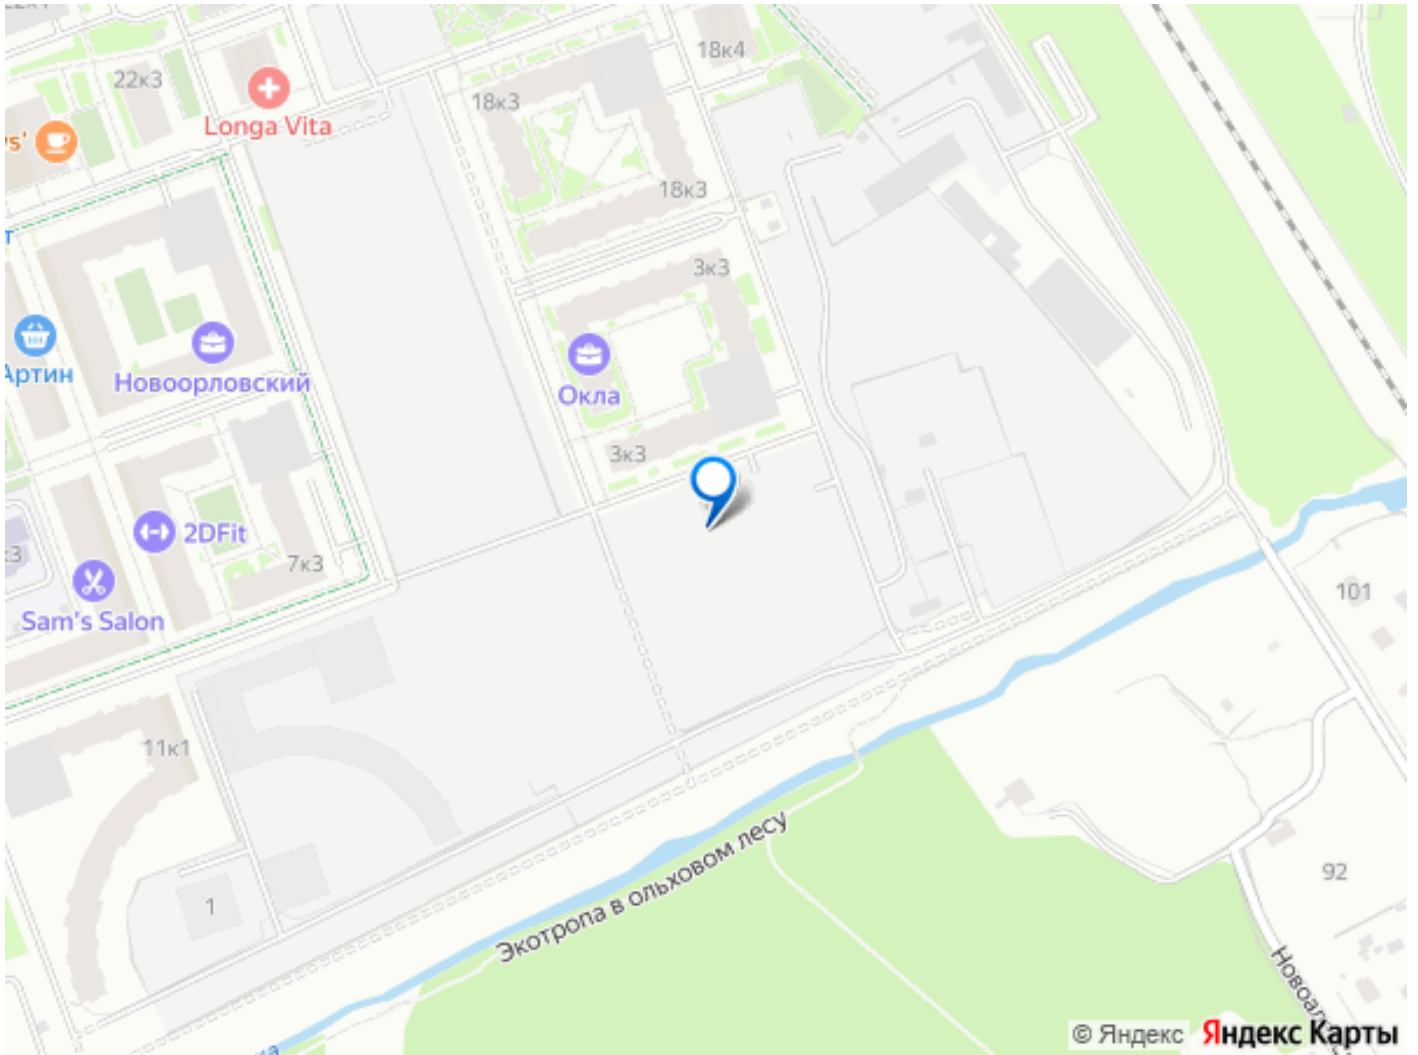 22к3
Longa Vita
18к3
18к4
18к3
3к3
Новоорловский
Артин
Окла
3к3
2DFit
7к3
Sam's Salon
101
11к1
1
Экотропа в ольховом лесу
92
© Яндекс Яндекс Карты